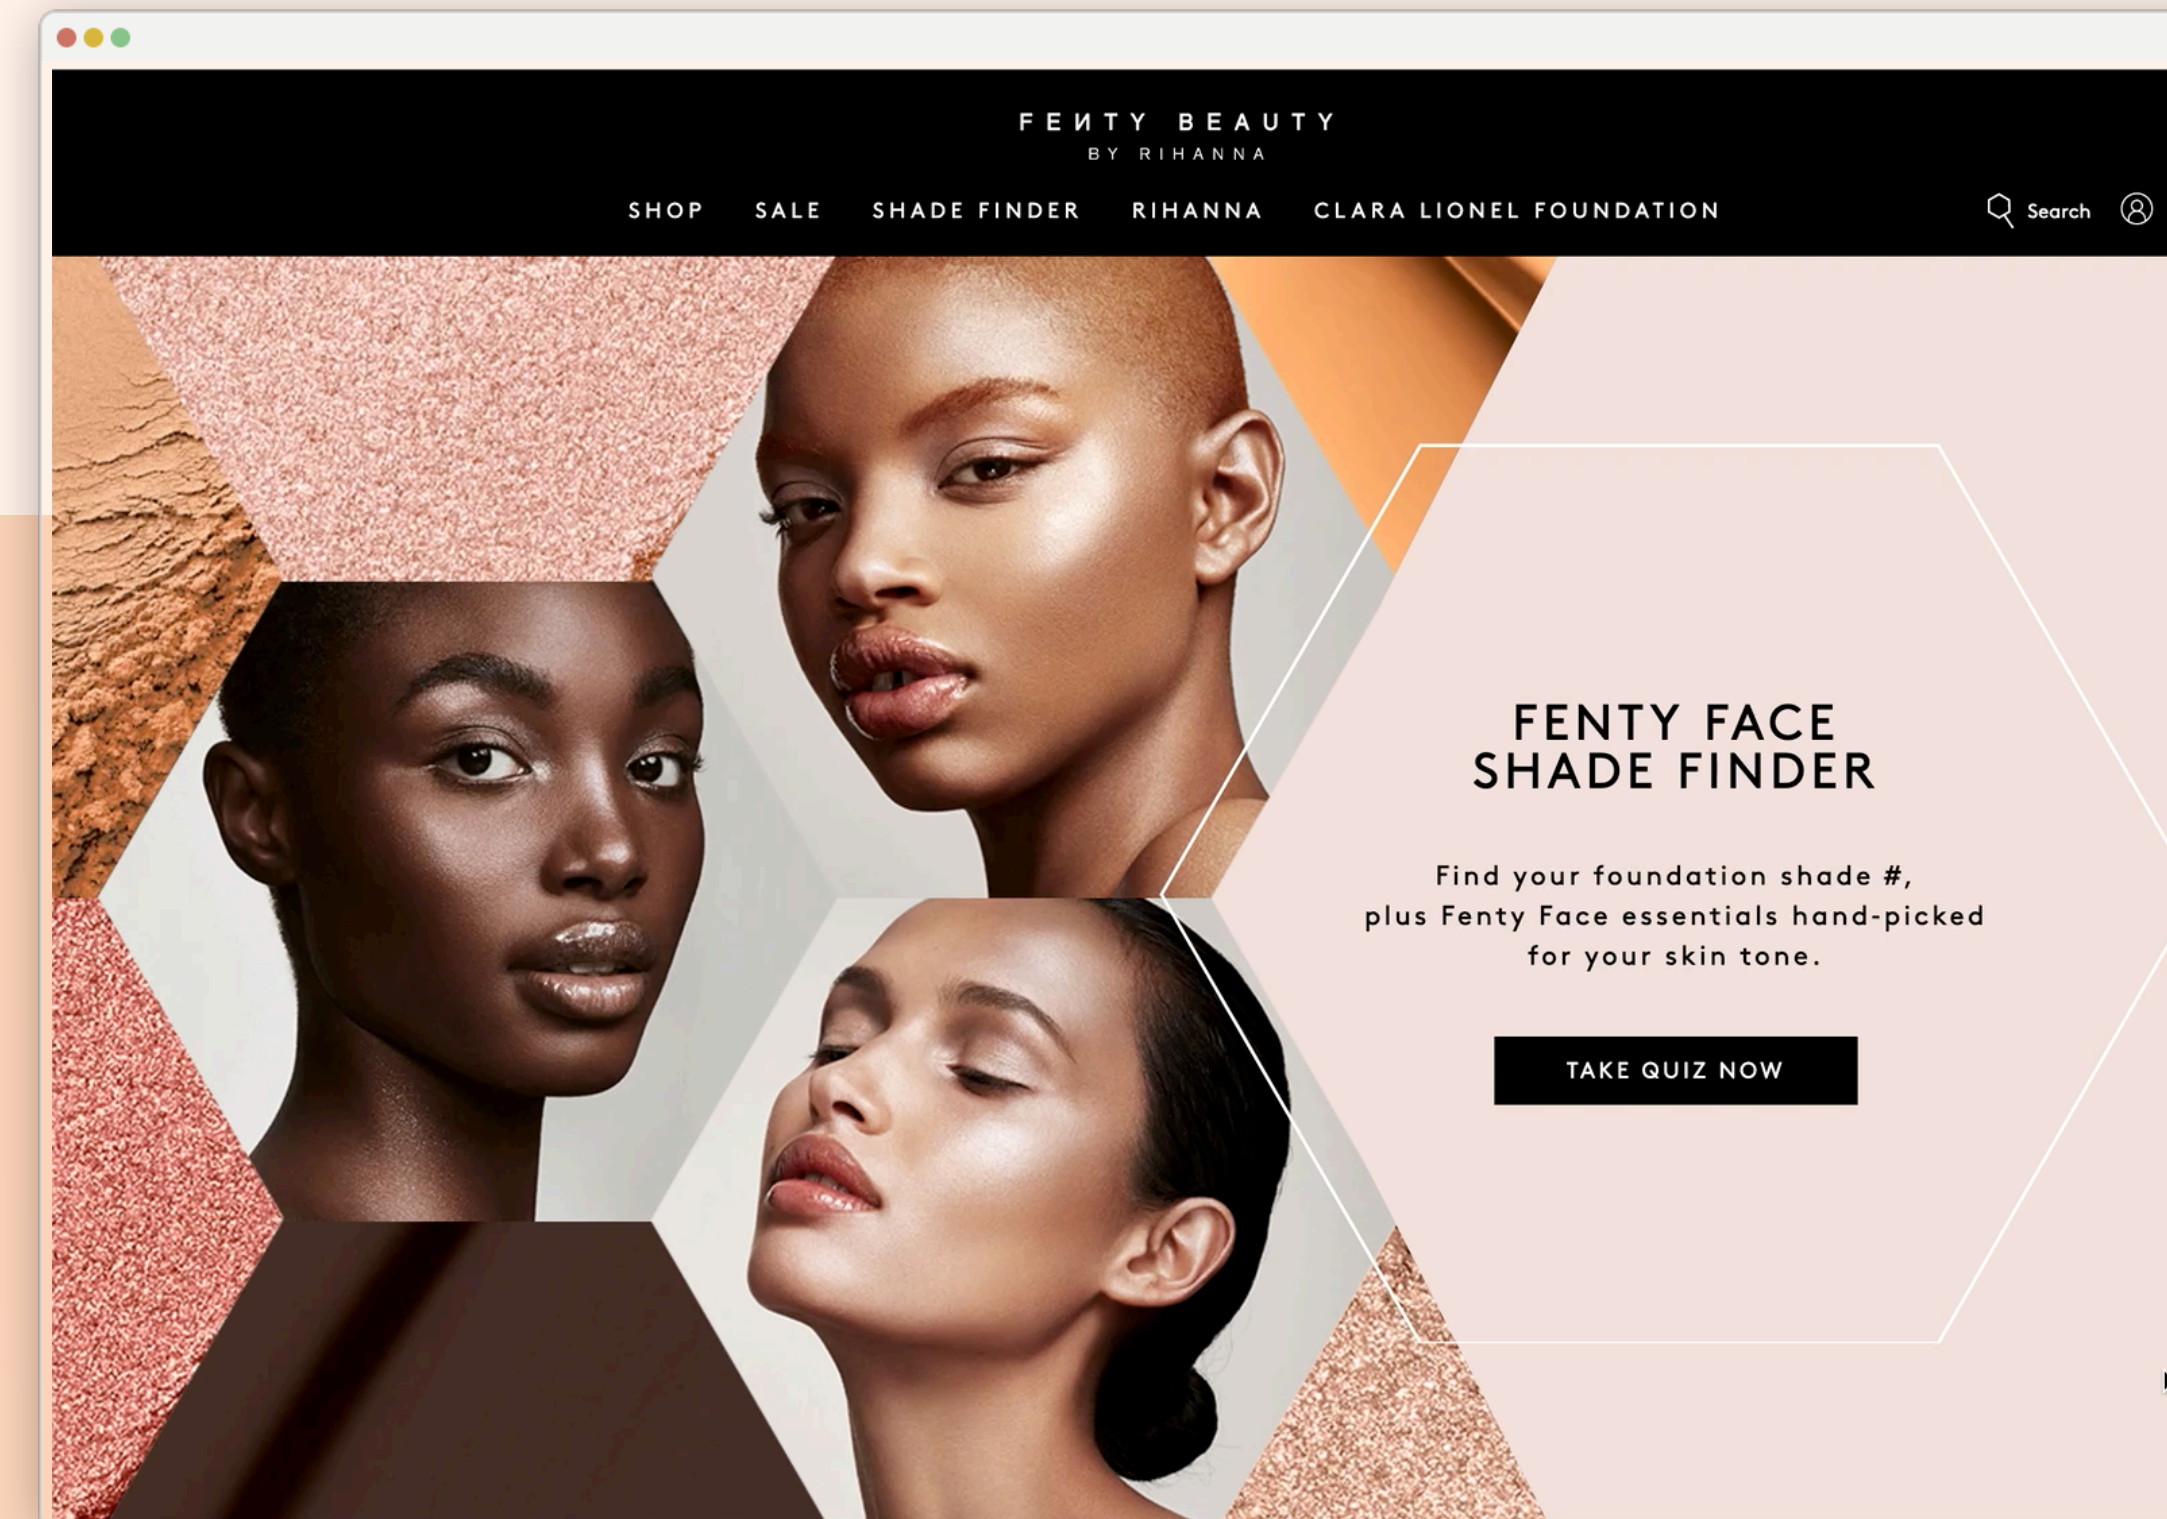 FEИTY BEAUTY
BY RIHANNA
SHOP SALE SHADE FINDER RIHANNA CLARA LIONEL FOUNDATION Search
FENTY FACE
SHADE FINDER
Find your foundation shade #,
plus Fenty Face essentials hand-picked
for your skin tone.
TAKE QUIZ NOW